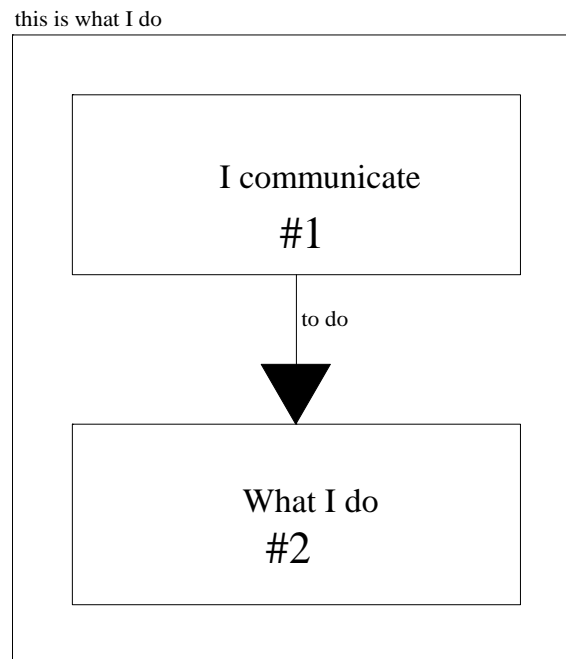 this is what I do
I communicate
#1
to do
What I do
#2